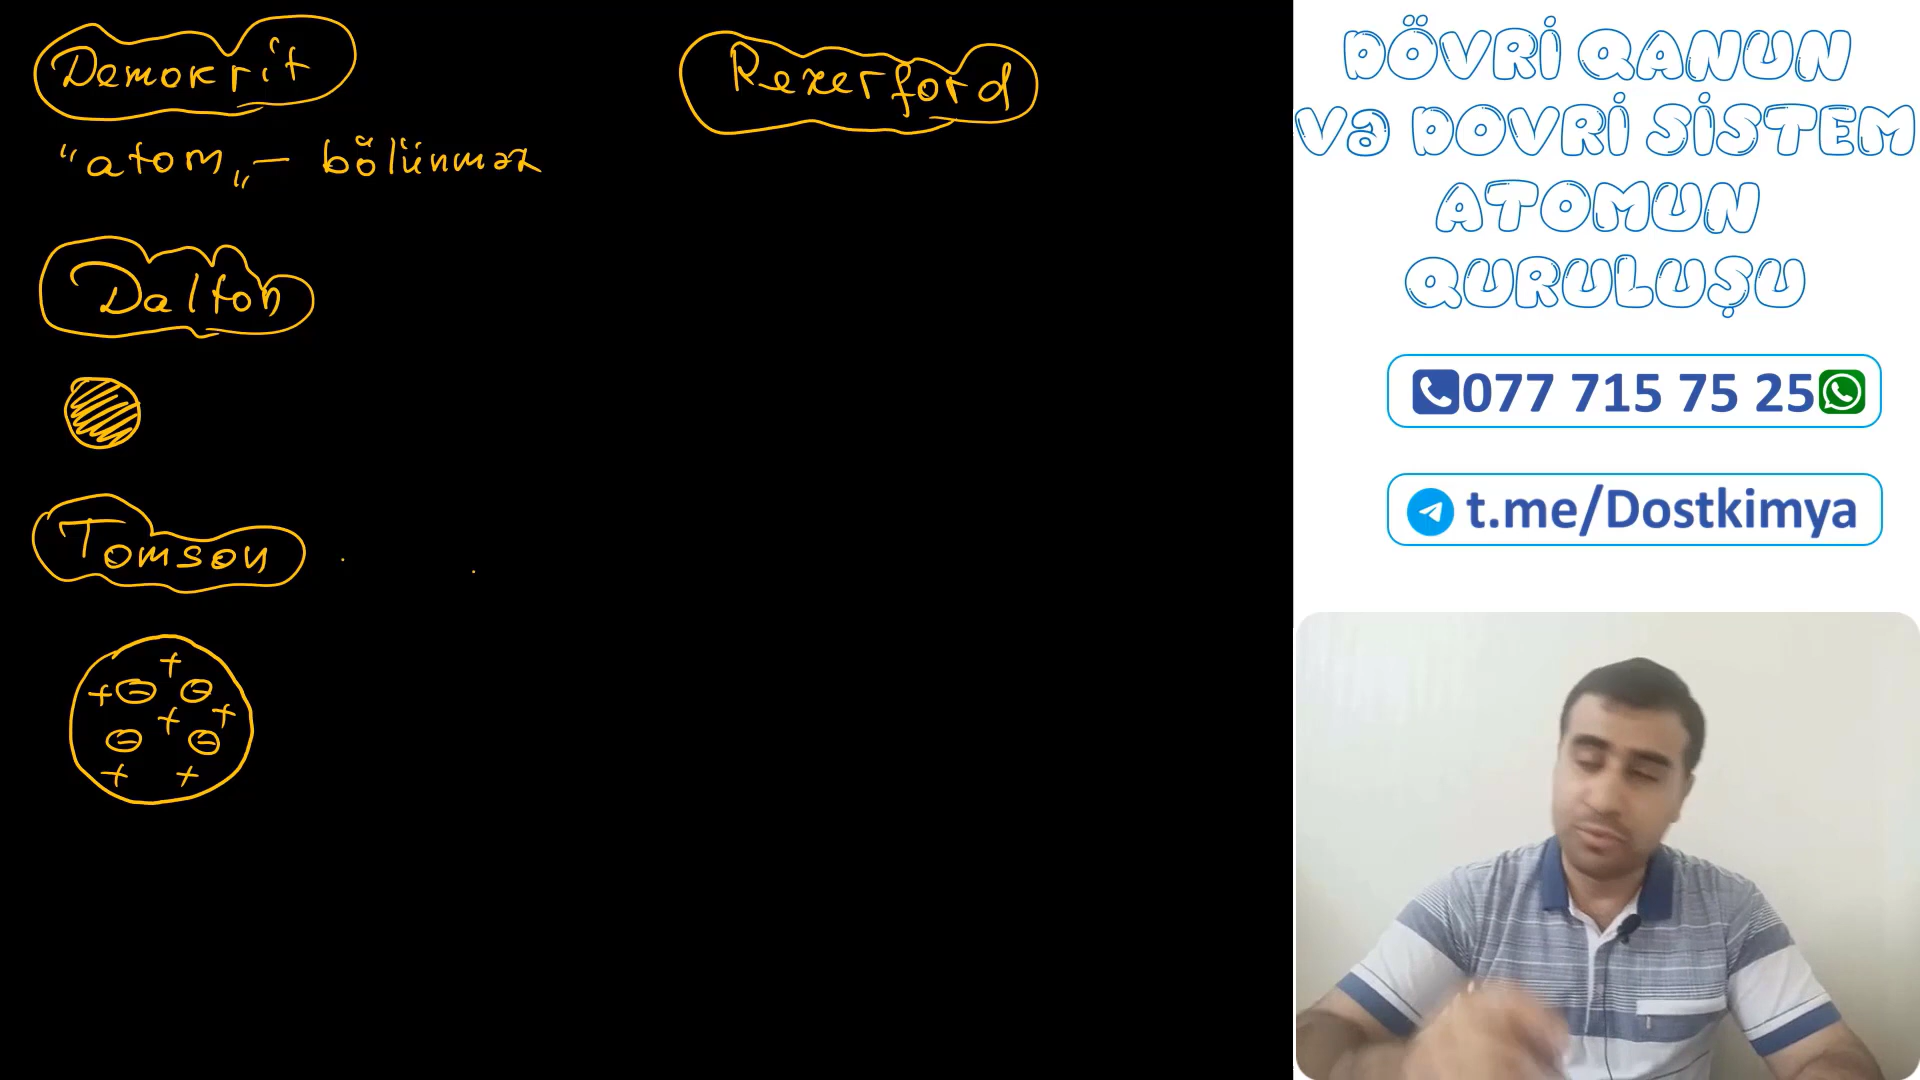 Demokrit
"atom„ — bölünməz
Dalton
Tomson
+
+ - -
+ +
- -
+ +
Rezerford
DÖVRİ QANUN
Və DOVRİ SİSTEM
ATOMUN
QURULUŞU
077 715 75 25
t.me/Dostkimya